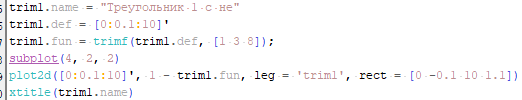 triml.name = "Треугольник 1 с не"
triml.def = [0:0.1:10]'
triml.fun = trimf(triml.def, [1 3 8]);
subplot(4, 2, 2)
plot2d([0:0.1:10]', 1 - triml.fun, leg = 'triml', rect = [0 -0.1 10 1.1])
xtitle(triml.name)